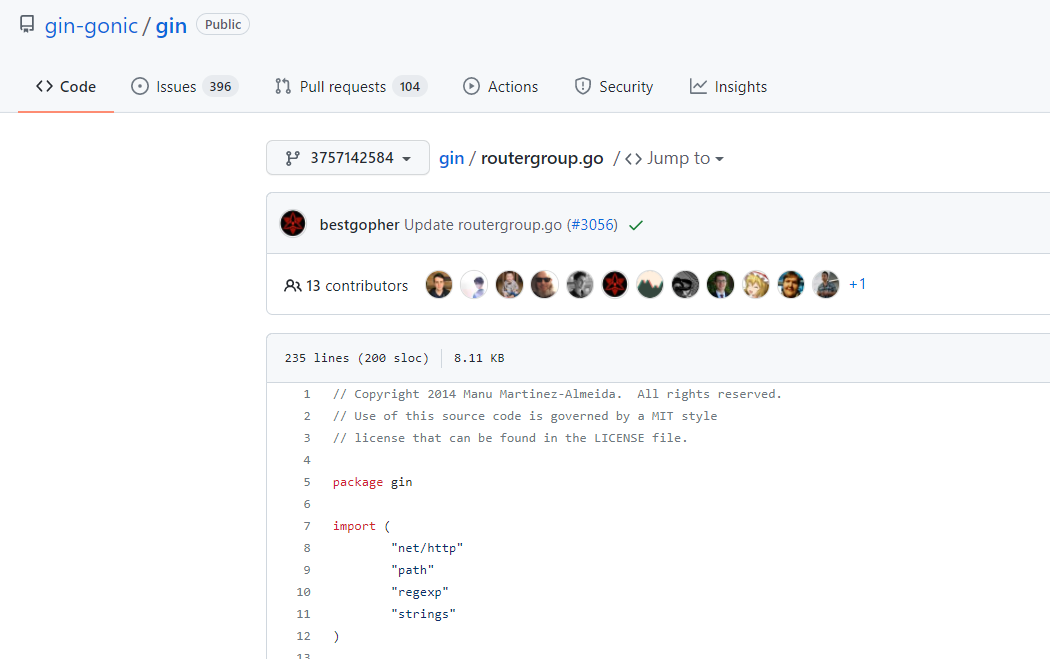 gin-gonic / gin Public
Code Issues 396 Pull requests 104 Actions Security Insights
3757142584 gin / routergroup.go / <> Jump to
bestgopher Update routergroup.go (#3056)
13 contributors +1
235 lines (200 sloc) 8.11 KB
1 // Copyright 2014 Manu Martinez-Almeida.  All rights reserved.
2 // Use of this source code is governed by a MIT style
3 // license that can be found in the LICENSE file.
4
5 package gin
6
7 import (
8 "net/http"
9 "path"
10 "regexp"
11 "strings"
12 )
13